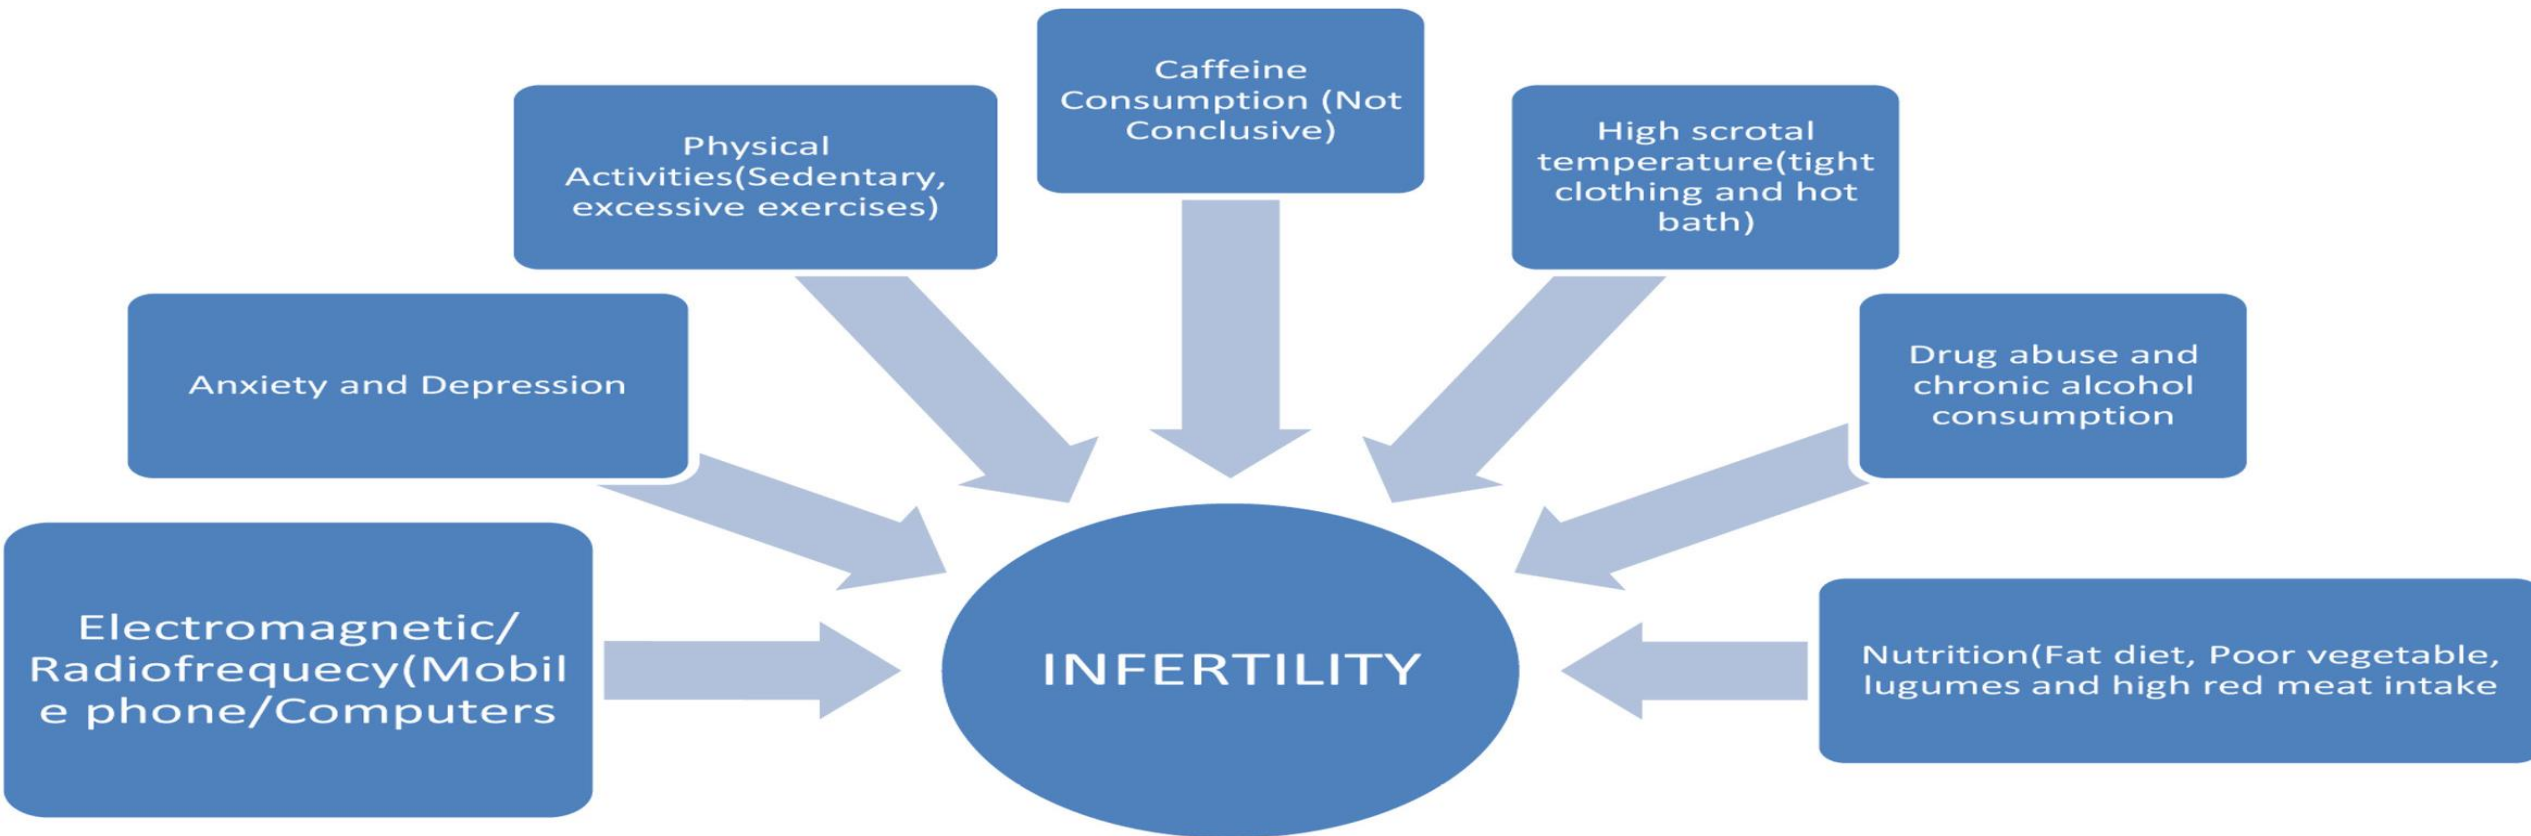 Caffeine
Consumption (Not
Conclusive)
Physical
Activities(Sedentary,
excessive exercises)
High scrotal
temperature(tight
clothing and hot
bath)
Anxiety and Depression
Drug abuse and
chronic alcohol
consumption
Electromagnetic/
Radiofrequecy(Mobil
e phone/Computers
INFERTILITY
Nutrition(Fat diet, Poor vegetable,
lugumes and high red meat intake